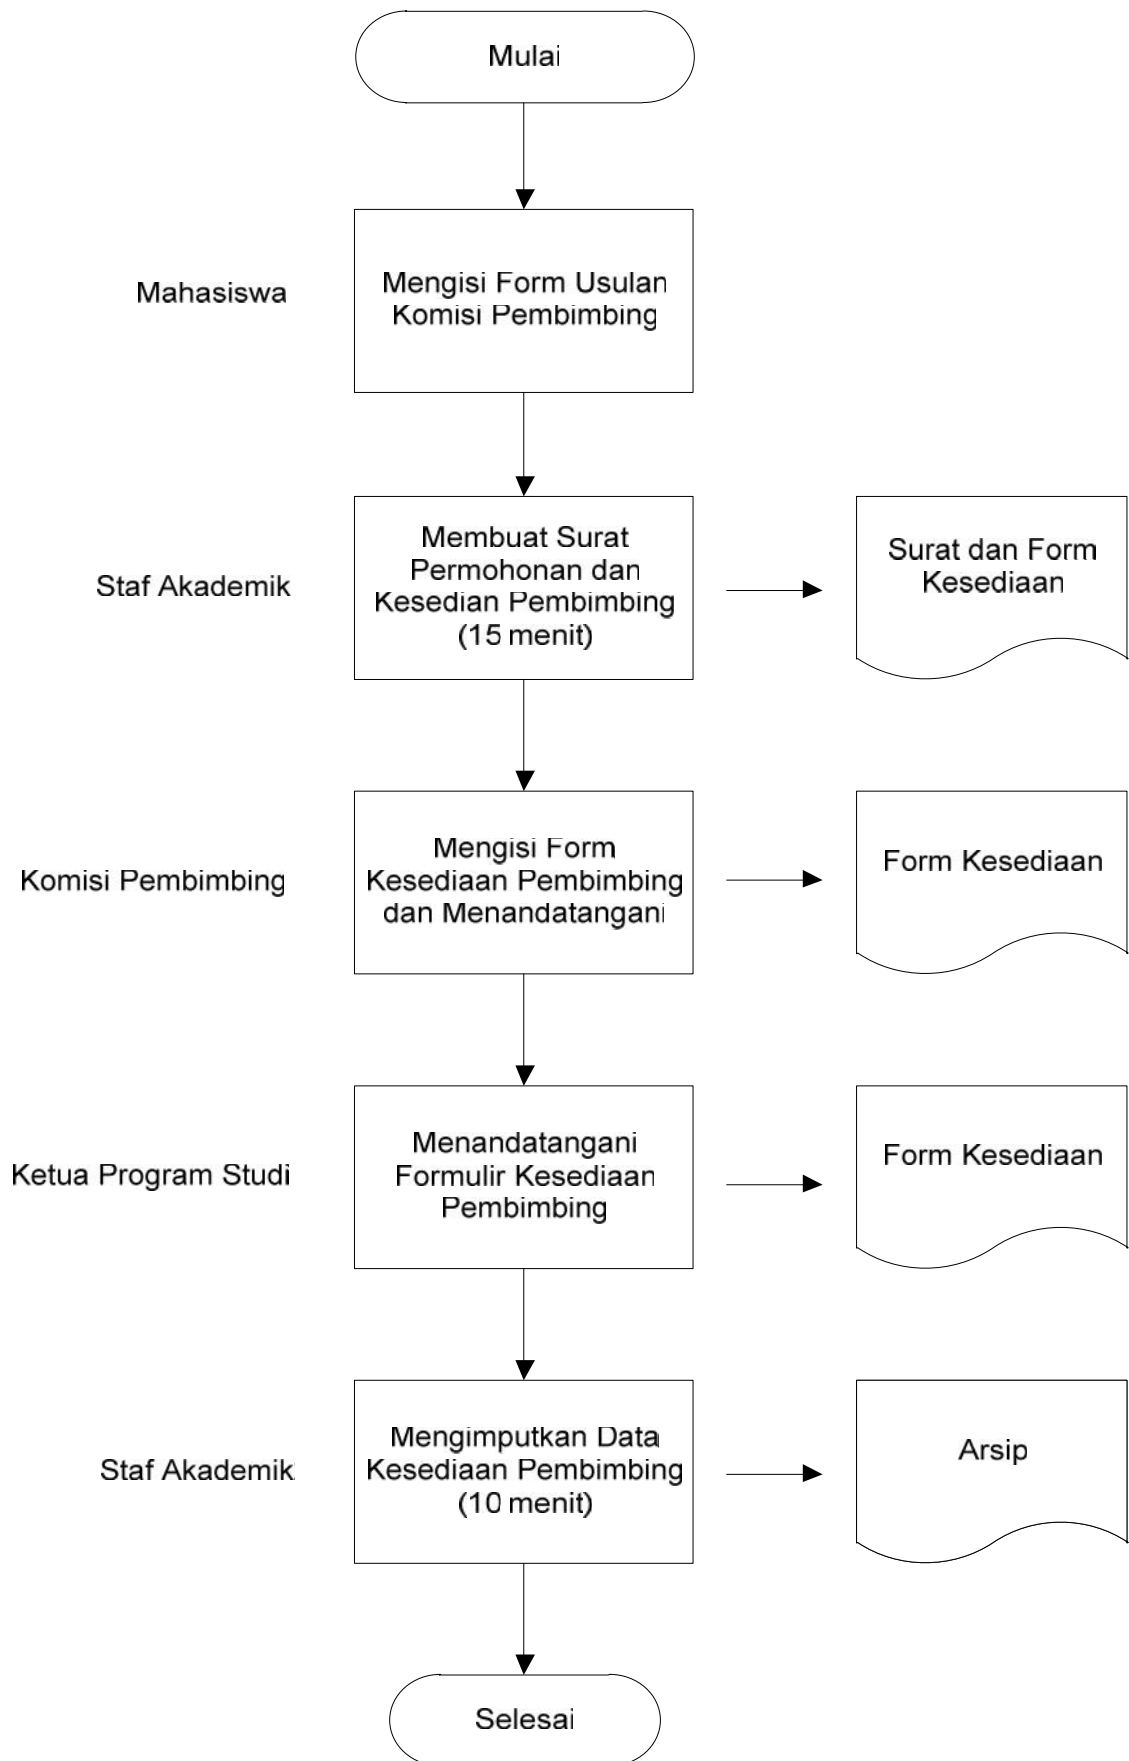 Mulai
Mahasiswa
Mengisi Form Usulan
Komisi Pembimbing
Staf Akademik
Membuat Surat
Permohonan dan
Kesedian Pembimbing
(15 menit)
Surat dan Form
Kesediaan
Komisi Pembimbing
Mengisi Form
Kesediaan Pembimbing
dan Menandatangani
Form Kesediaan
Ketua Program Studi
Menandatangani
Formulir Kesediaan
Pembimbing
Form Kesediaan
Staf Akademik
Mengimputkan Data
Kesediaan Pembimbing
(10 menit)
Arsip
Selesai